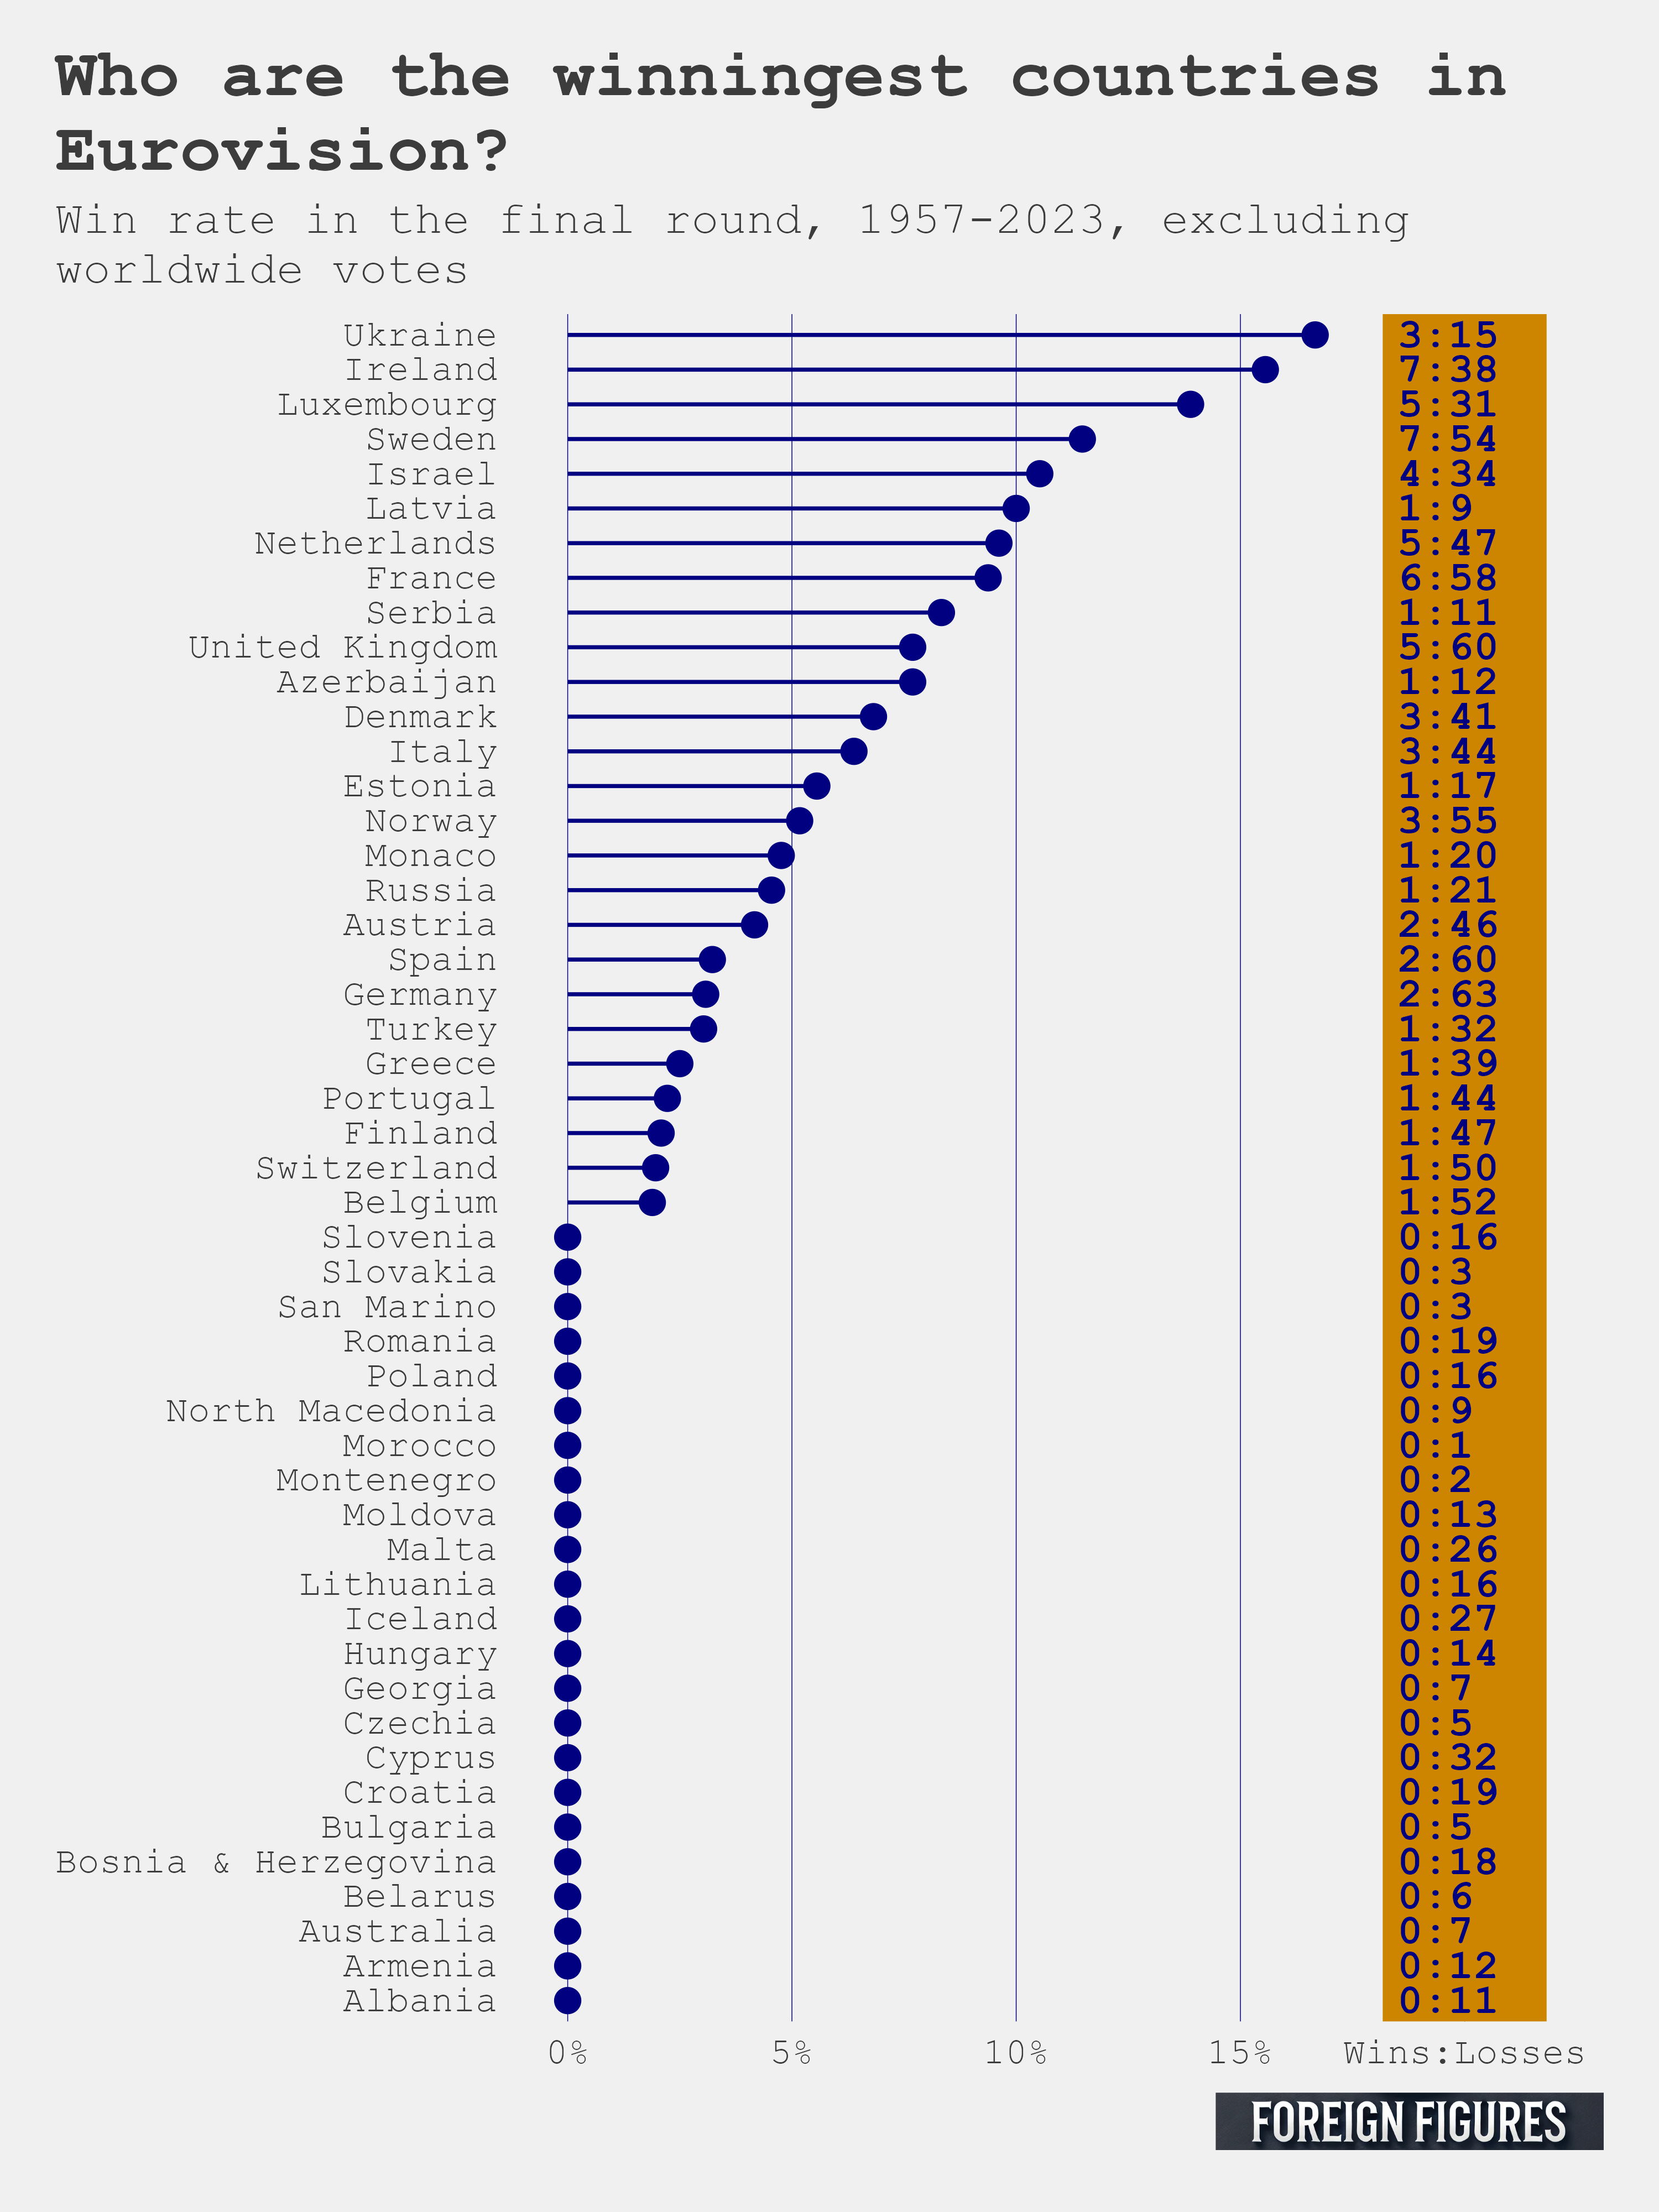 Who are the winningest countries in
Eurovision?
Win rate in the final round, 1957-2023, excluding
worldwide votes
Ukraine 3:15
Ireland 7:38
Luxembourg 5:31
Sweden 7:54
Israel 4:34
Latvia 1:9
Netherlands 5:47
France 6:58
Serbia 1:11
United Kingdom 5:60
Azerbaijan 1:12
Denmark 3:41
Italy 3:44
Estonia 1:17
Norway 3:55
Monaco 1:20
Russia 1:21
Austria 2:46
Spain 2:60
Germany 2:63
Turkey 1:32
Greece 1:39
Portugal 1:44
Finland 1:47
Switzerland 1:50
Belgium 1:52
Slovenia 0:16
Slovakia 0:3
San Marino 0:3
Romania 0:19
Poland 0:16
North Macedonia 0:9
Morocco 0:1
Montenegro 0:2
Moldova 0:13
Malta 0:26
Lithuania 0:16
Iceland 0:27
Hungary 0:14
Georgia 0:7
Czechia 0:5
Cyprus 0:32
Croatia 0:19
Bulgaria 0:5
Bosnia & Herzegovina 0:18
Belarus 0:6
Australia 0:7
Armenia 0:12
Albania 0:11
0% 5% 10% 15% Wins:Losses
FOREIGN FIGURES